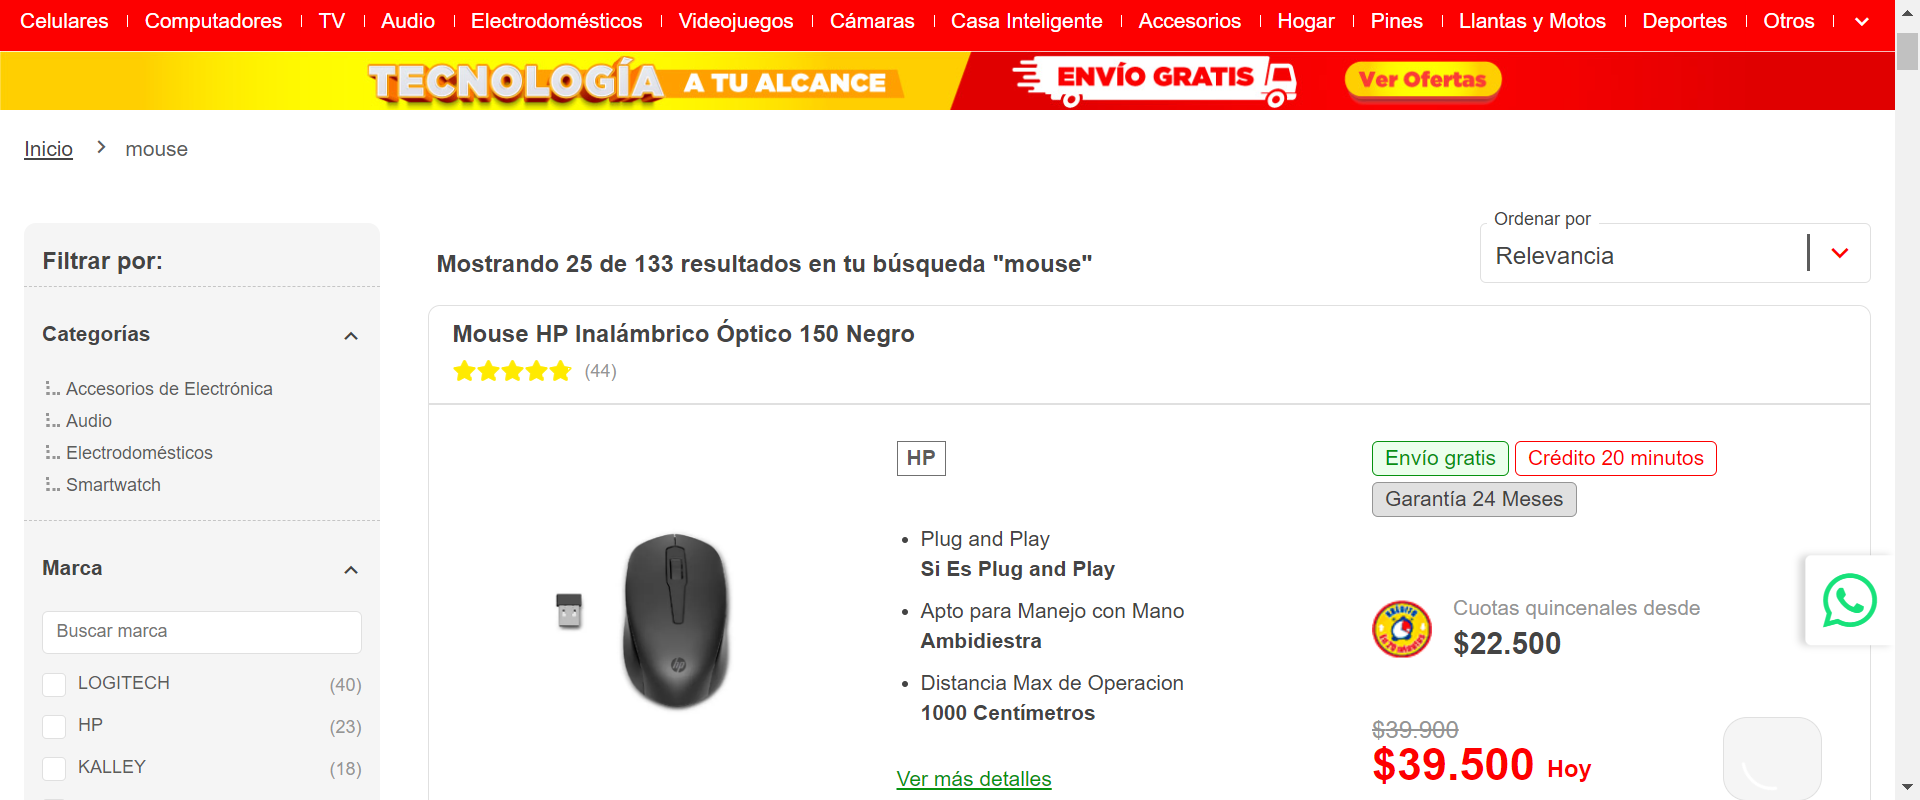 Celulares Computadores TV Audio Electrodomésticos Videojuegos Cámaras Casa Inteligente Accesorios Hogar Pines Llantas y Motos Deportes Otros
TECNOLOGÍA A TU ALCANCE ENVÍO GRATIS Ver Ofertas
Inicio mouse
Ordenar por
Relevancia
Filtrar por:
Categorías
Accesorios de Electrónica
Audio
Electrodomésticos
Smartwatch
Marca
Buscar marca
LOGITECH (40)
HP (23)
KALLEY (18)
Mostrando 25 de 133 resultados en tu búsqueda "mouse"
Mouse HP Inalámbrico Óptico 150 Negro
(44)
hp
HP
Plug and Play
Si Es Plug and Play
Apto para Manejo con Mano
Ambidiestra
Distancia Max de Operacion
1000 Centímetros
Ver más detalles
Envío gratis Crédito 20 minutos
Garantía 24 Meses
Cuotas quincenales desde
$22.500
$39.900
$39.500 Hoy